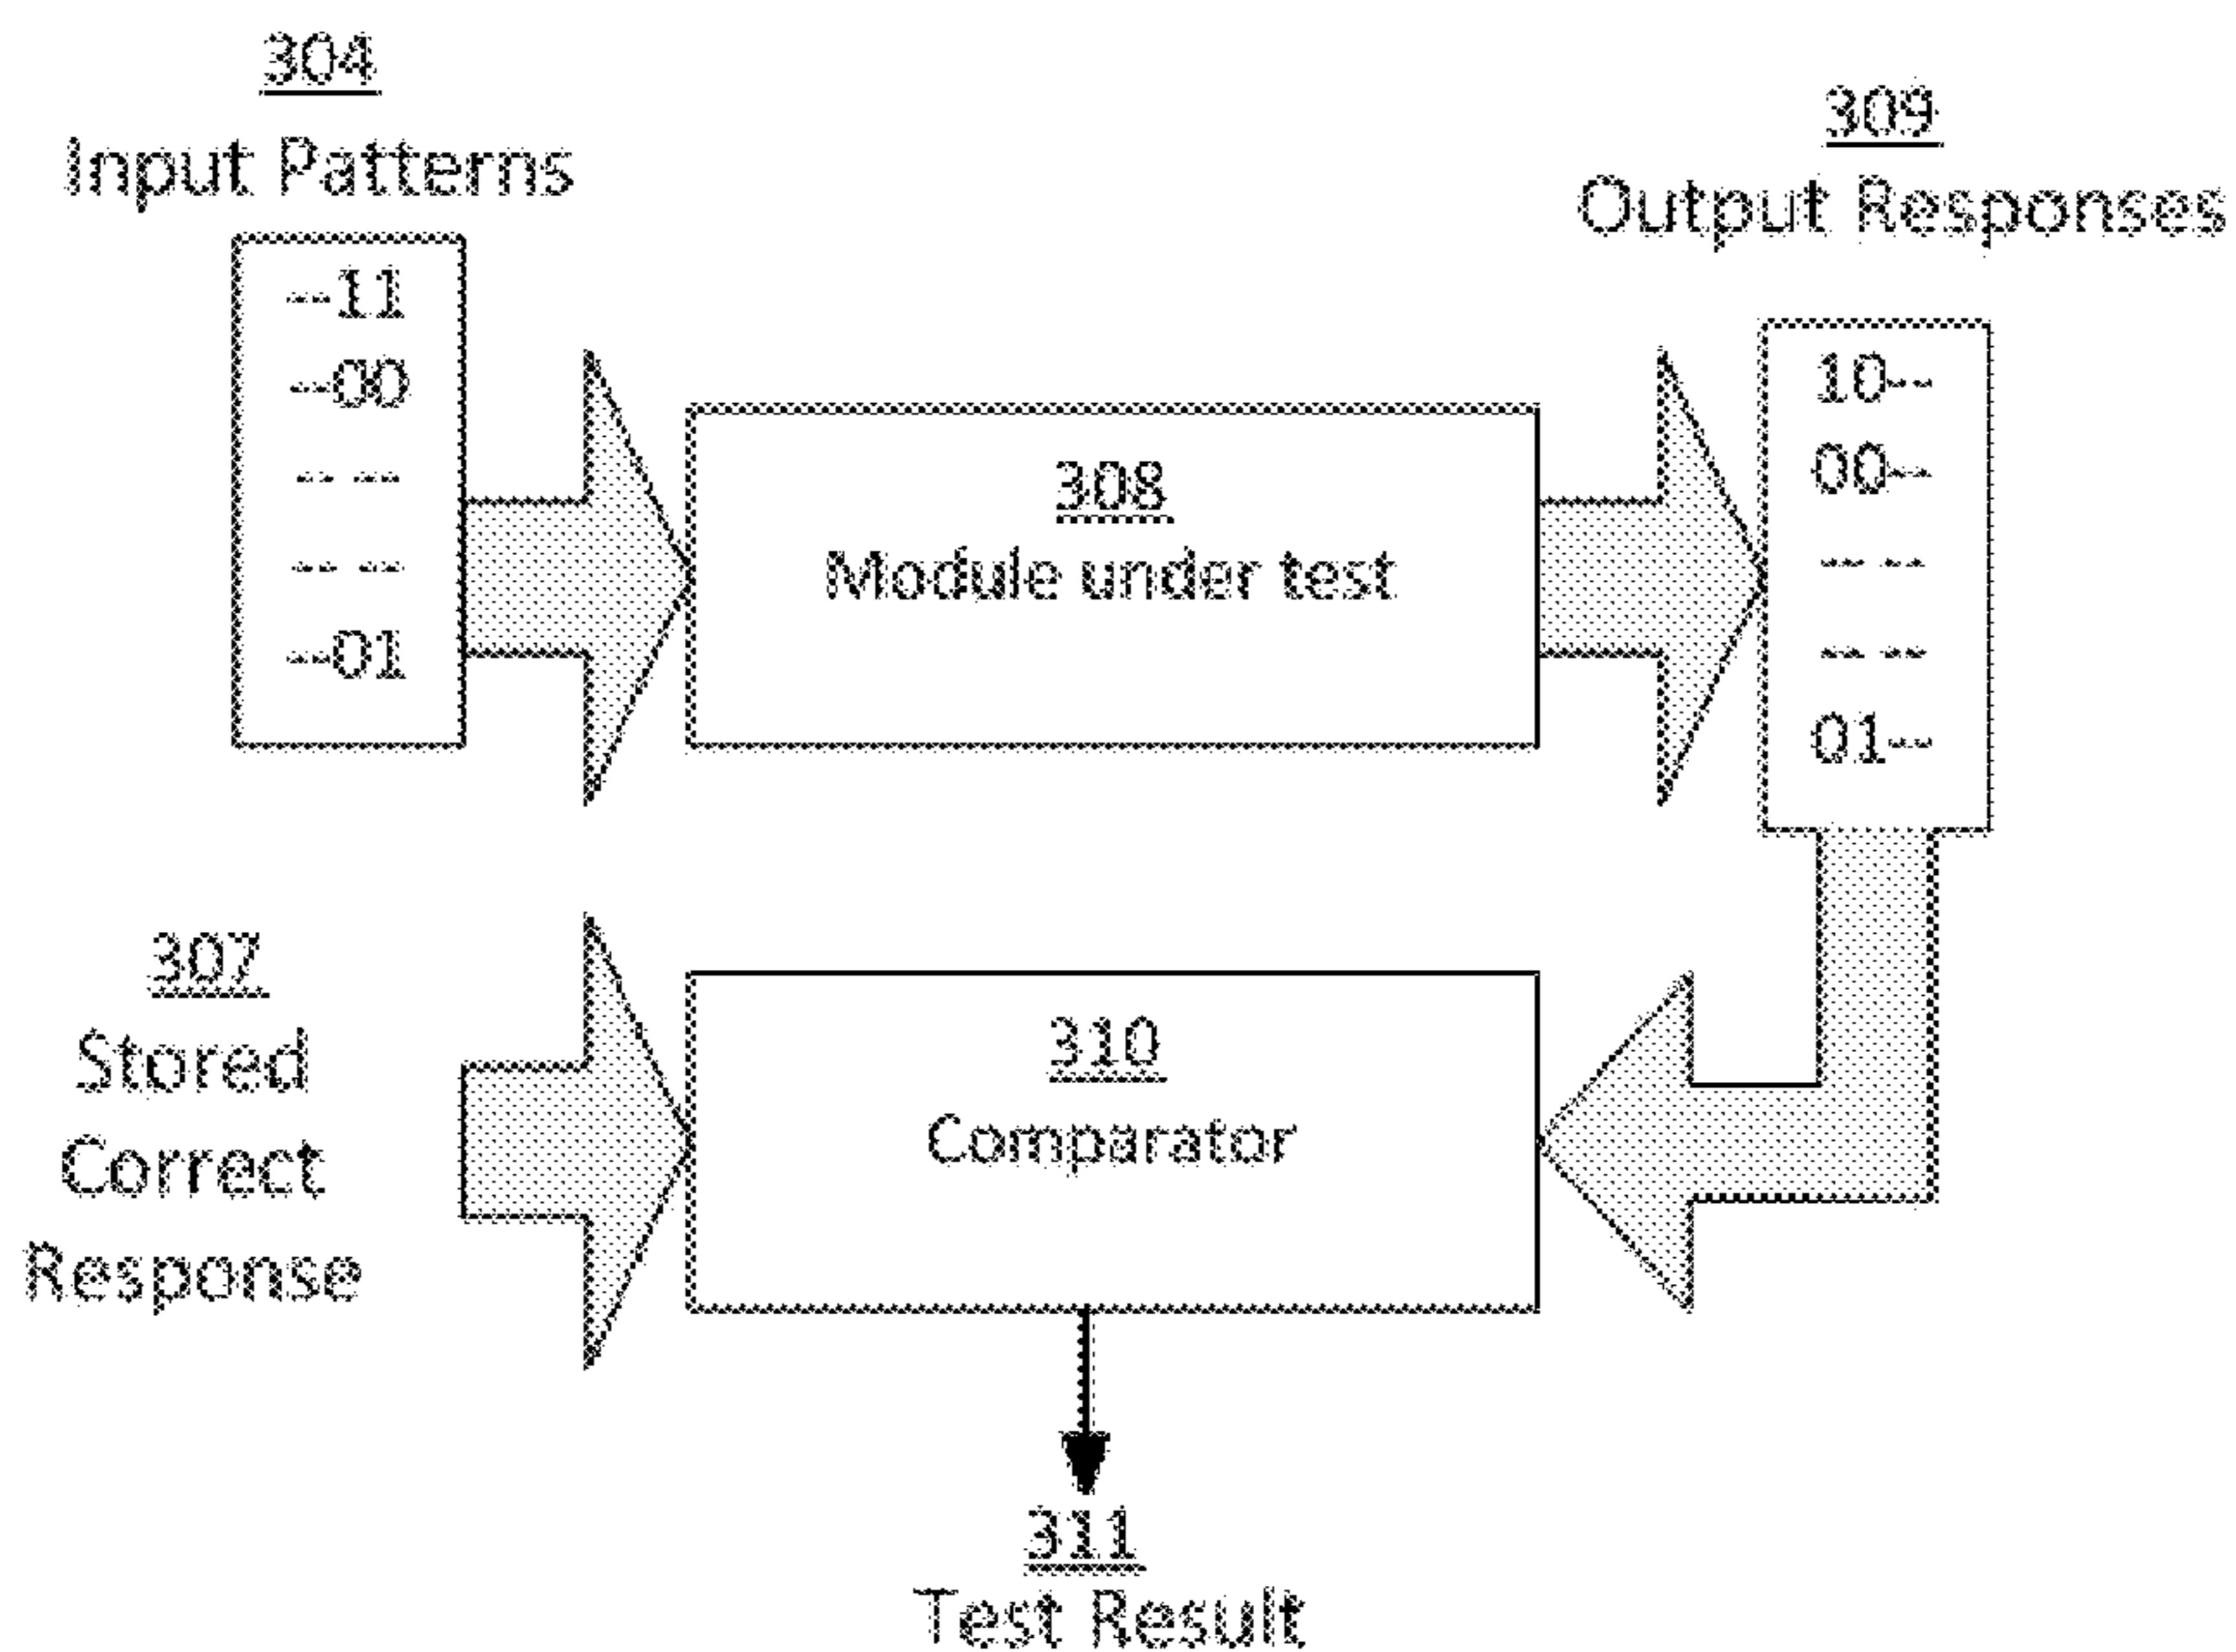 304
Input Patterns
--11
--00
-- --
-- --
--01
309
Output Responses
10--
00--
-- --
-- --
01--
308
Module under test
307
Stored
Correct
Response
310
Comparator
311
Test Result